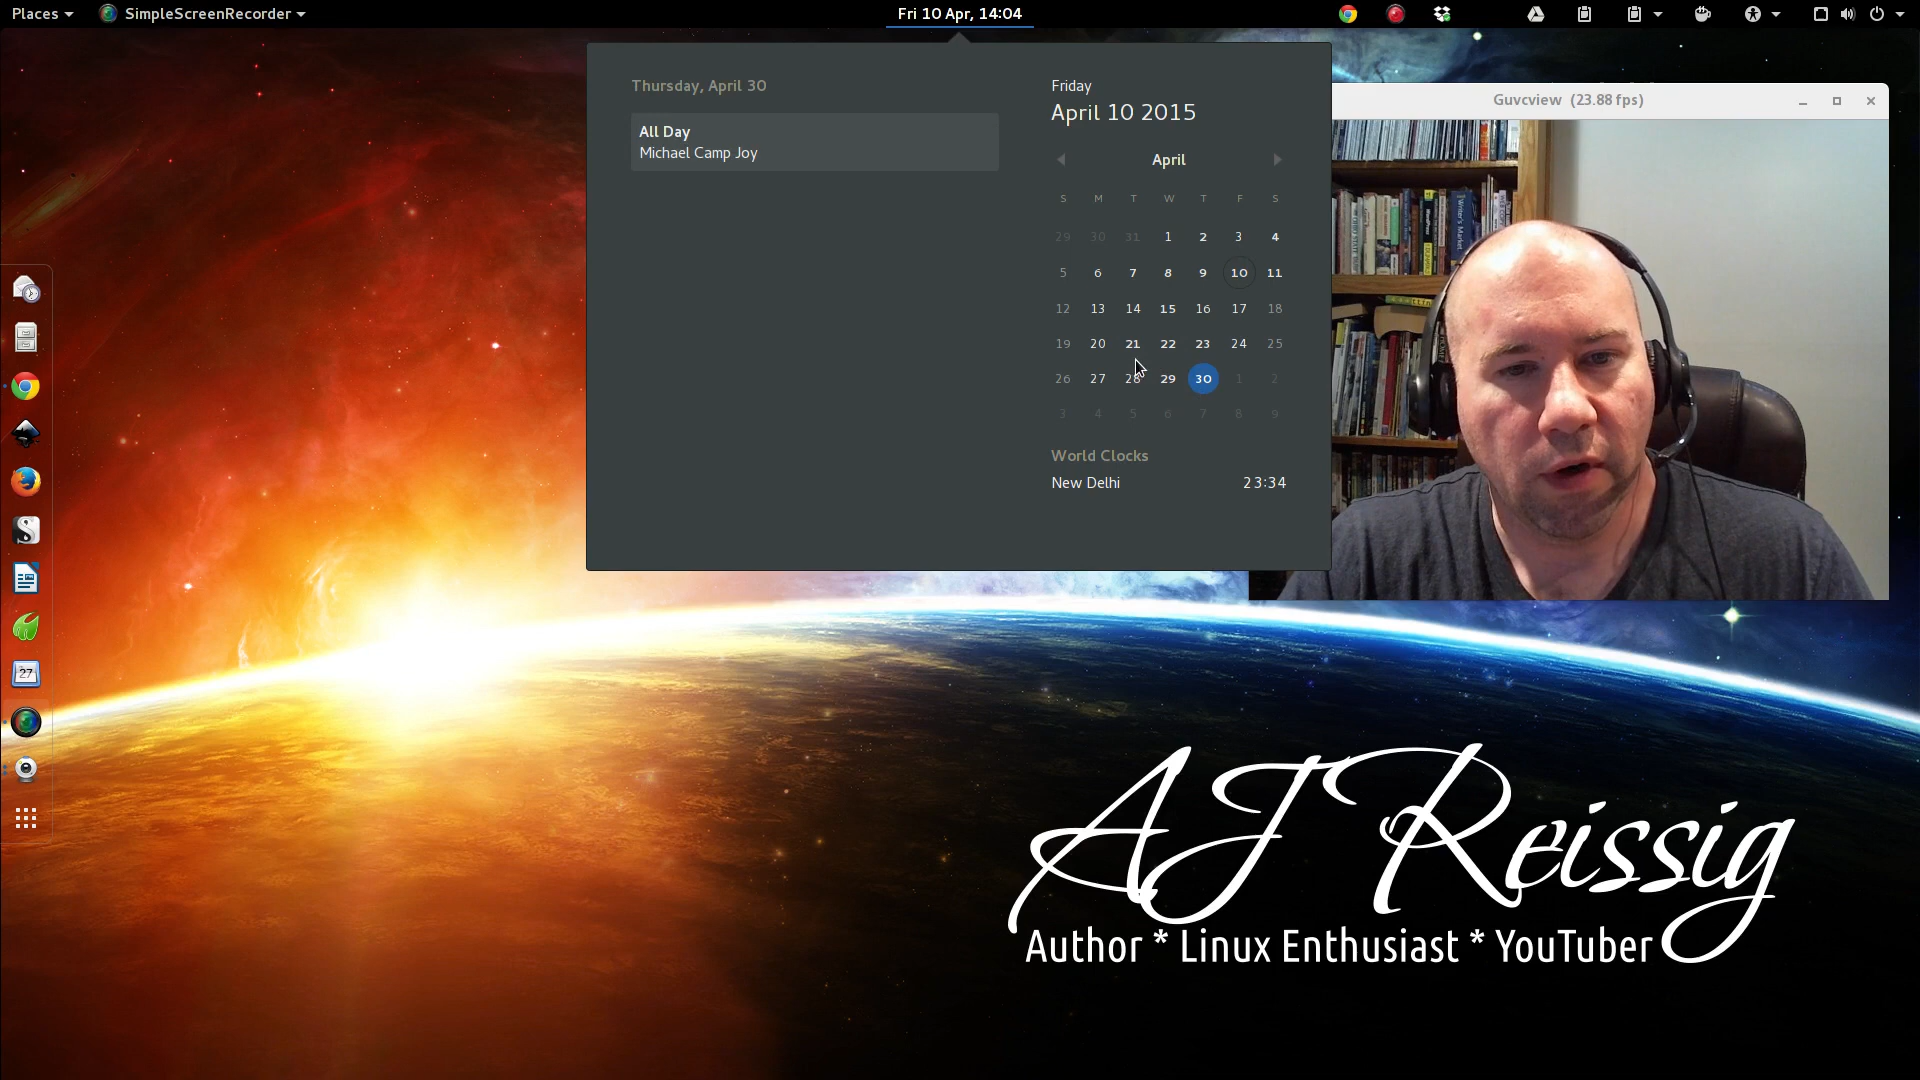 Places
SimpleScreenRecorder
Fri 10 Apr, 14:04
Thursday, April 30
All Day
Michael Camp Joy
Friday
April 10 2015
April
S M T W T F S
29 30 31 1 2 3 4
5 6 7 8 9 10 11
12 13 14 15 16 17 18
19 20 21 22 23 24 25
26 27 28 29 30 1 2
3 4 5 6 7 8 9
World Clocks
New Delhi 23:34
Guvcview (23.88 fps)
Writer's Market
27
AJ Reissig
Author * Linux Enthusiast * YouTuber